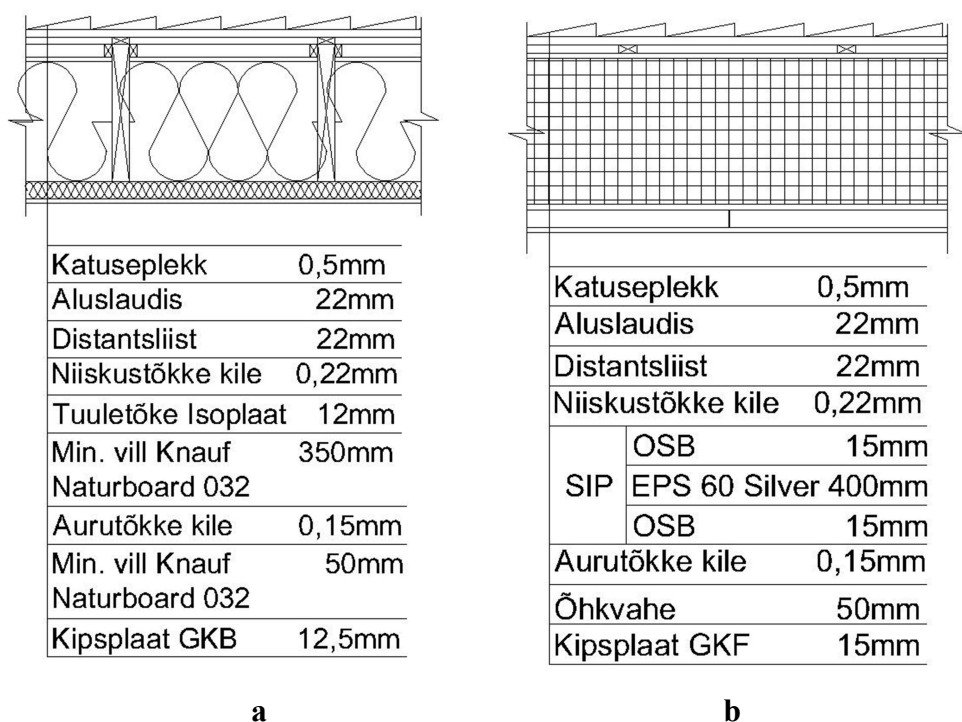 Katuseplekk 0,5mm
Aluslaudis 22mm
Distantsliist 22mm
Niiskustõkke kile 0,22mm
Tuuletõke Isoplaat 12mm
Min. vill Knauf 350mm
Naturboard 032
Aurutõkke kile 0,15mm
Min. vill Knauf 50mm
Naturboard 032
Kipsplaat GKB 12,5mm
a
Katuseplekk 0,5mm
Aluslaudis 22mm
Distantsliist 22mm
Niiskustõkke kile 0,22mm
OSB 15mm
SIP EPS 60 Silver 400mm
OSB 15mm
Aurutõkke kile 0,15mm
Õhkvahe 50mm
Kipsplaat GKF 15mm
b